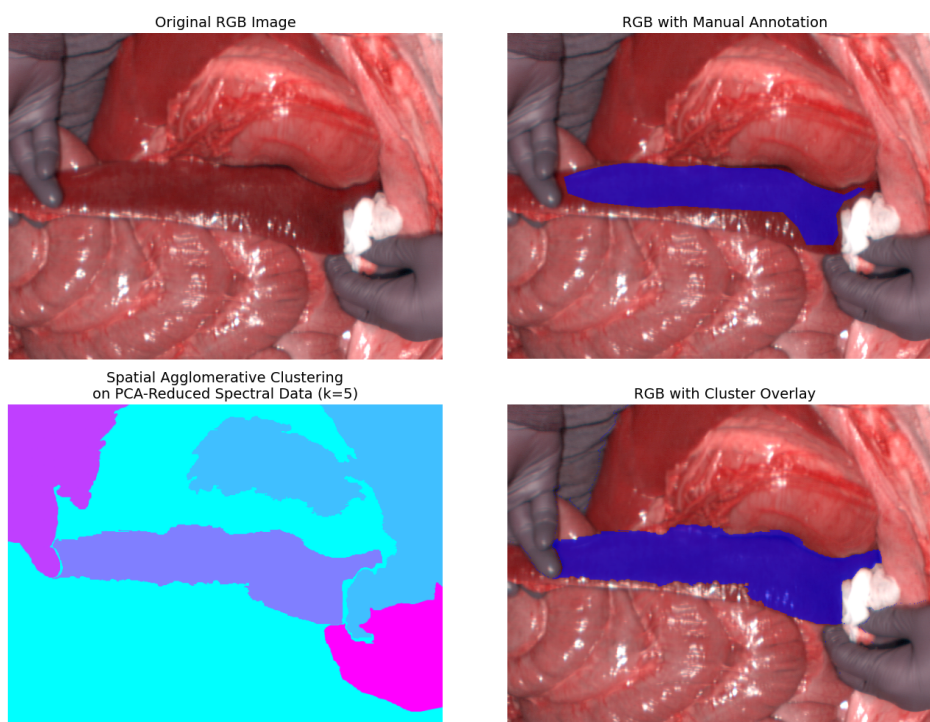 Original RGB Image
RGB with Manual Annotation
Spatial Agglomerative Clustering
on PCA-Reduced Spectral Data (k=5)
RGB with Cluster Overlay